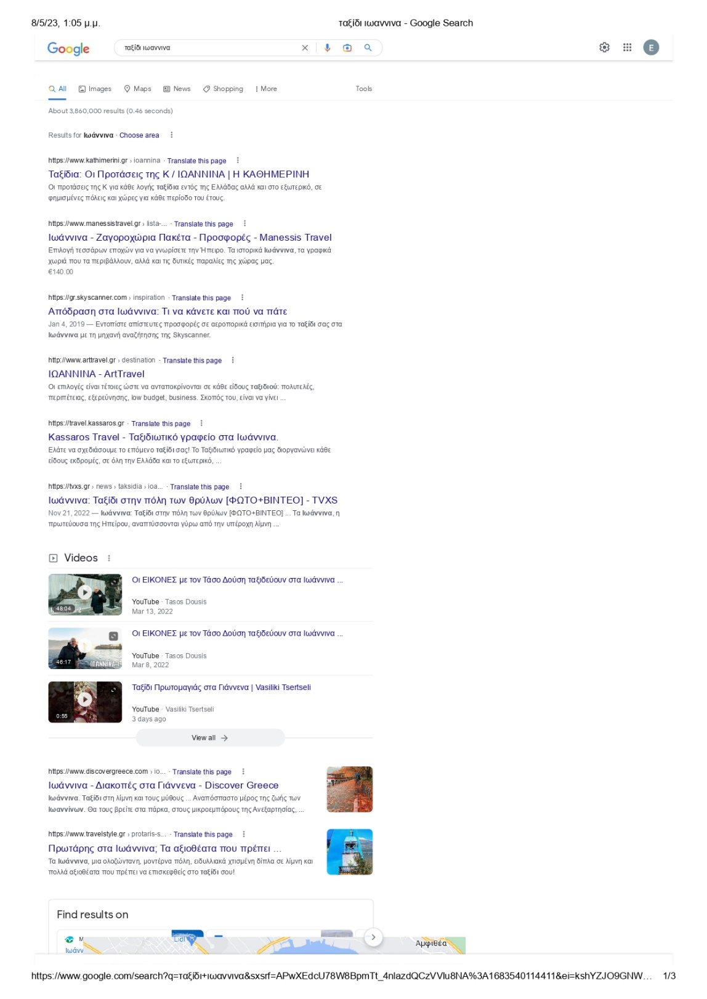 8/5/23, 1:05 μ.μ.
ταξίδι ιωαννινα - Google Search
Google
ταξίδι ιωαννινα
E
All
Images
Maps
News
Shopping
More
Tools
About 3,860,000 results (0.46 seconds)
Results for Ιωάννινα · Choose area
https://www.kathimerini.gr › ioannina · Translate this page
Ταξίδια: Οι Προτάσεις της Κ / ΙΩΑΝΝΙΝΑ | Η ΚΑΘΗΜΕΡΙΝΗ
Οι προτάσεις της Κ για κάθε λογής ταξίδια εντός της Ελλάδας αλλά και στο εξωτερικό, σε
φημισμένες πόλεις και χώρες για κάθε περίοδο του έτους.
https://www.manessistravel.gr › lista-... · Translate this page
Ιωάννινα - Ζαγοροχώρια Πακέτα - Προσφορές - Manessis Travel
Επιλογή τεσσάρων εποχών για να γνωρίσετε την Ήπειρο. Τα ιστορικά Ιωάννινα, τα γραφικά
χωριά που τα περιβάλλουν, αλλά και τις δυτικές παραλίες της χώρας μας.
€140.00
https://gr.skyscanner.com › inspiration · Translate this page
Απόδραση στα Ιωάννινα: Τι να κάνετε και πού να πάτε
Jan 4, 2019 — Εντοπίστε απίστευτες προσφορές σε αεροπορικά εισιτήρια για το ταξίδι σας στα
Ιωάννινα με τη μηχανή αναζήτησης της Skyscanner.
http://www.arttravel.gr › destination · Translate this page
ΙΩΑΝΝΙΝΑ - ArtTravel
Οι επιλογές είναι τέτοιες ώστε να ανταποκρίνονται σε κάθε είδους ταξιδιού: πολυτελές,
περιπέτειας, εξερεύνησης, low budget, business. Σκοπός του, είναι να γίνει ...
https://travel.kassaros.gr · Translate this page
Kassaros Travel - Ταξιδιωτικό γραφείο στα Ιωάννινα.
Ελάτε να σχεδιάσουμε το επόμενο ταξίδι σας! Το Ταξιδιωτικό γραφείο μας διοργανώνει κάθε
είδους εκδρομές, σε όλη την Ελλάδα και το εξωτερικό, ...
https://tvxs.gr › news › taksidia › ioa... · Translate this page
Ιωάννινα: Ταξίδι στην πόλη των θρύλων [ΦΩΤΟ+ΒΙΝΤΕΟ] - TVXS
Nov 21, 2022 — Ιωάννινα: Ταξίδι στην πόλη των θρύλων [ΦΩΤΟ+ΒΙΝΤΕΟ] ... Τα Ιωάννινα, η
πρωτεύουσα της Ηπείρου, αναπτύσσονται γύρω από την υπέροχη λίμνη ...
Videos
Οι ΕΙΚΟΝΕΣ με τον Τάσο Δούση ταξιδεύουν στα Ιωάννινα ...
YouTube · Tasos Dousis
48:04
Mar 13, 2022
Οι ΕΙΚΟΝΕΣ με τον Τάσο Δούση ταξιδεύουν στα Ιωάννινα ...
YouTube · Tasos Dousis
46:17
ΙΩΑΝΝΙΝΑ
Mar 8, 2022
Ταξίδι Πρωτομαγιάς στα Γιάννενα | Vasiliki Tsertseli
YouTube · Vasiliki Tsertseli
0:55
3 days ago
View all
https://www.discovergreece.com › io... · Translate this page
Ιωάννινα - Διακοπές στα Γιάννενα - Discover Greece
Ιωάννινα. Ταξίδι στη λίμνη και τους μύθους ... Αναπόσπαστο μέρος της ζωής των
Ιωαννίνων. Θα τους βρείτε στα πάρκα, στους μικροεμπόρους της Ανεξαρτησίας, ...
https://www.travelstyle.gr › protaris-s... · Translate this page
Πρωτάρης στα Ιωάννινα; Τα αξιοθέατα που πρέπει ...
Τα Ιωάννινα, μια ολοζώντανη, μοντέρνα πόλη, ειδυλλιακά χτισμένη δίπλα σε λίμνη και
πολλά αξιοθέατα που πρέπει να επισκεφθείς στο ταξίδι σου!
Find results on
Lidl
Αμφιθέα
Ιωάνν
https://www.google.com/search?q=ταξίδι+ιωαννινα&sxsrf=APwXEdcU78W8BpmTt_4nlazdQCzVVlu8NA%3A1683540114411&ei=kshYZJO9GNW… 1/3